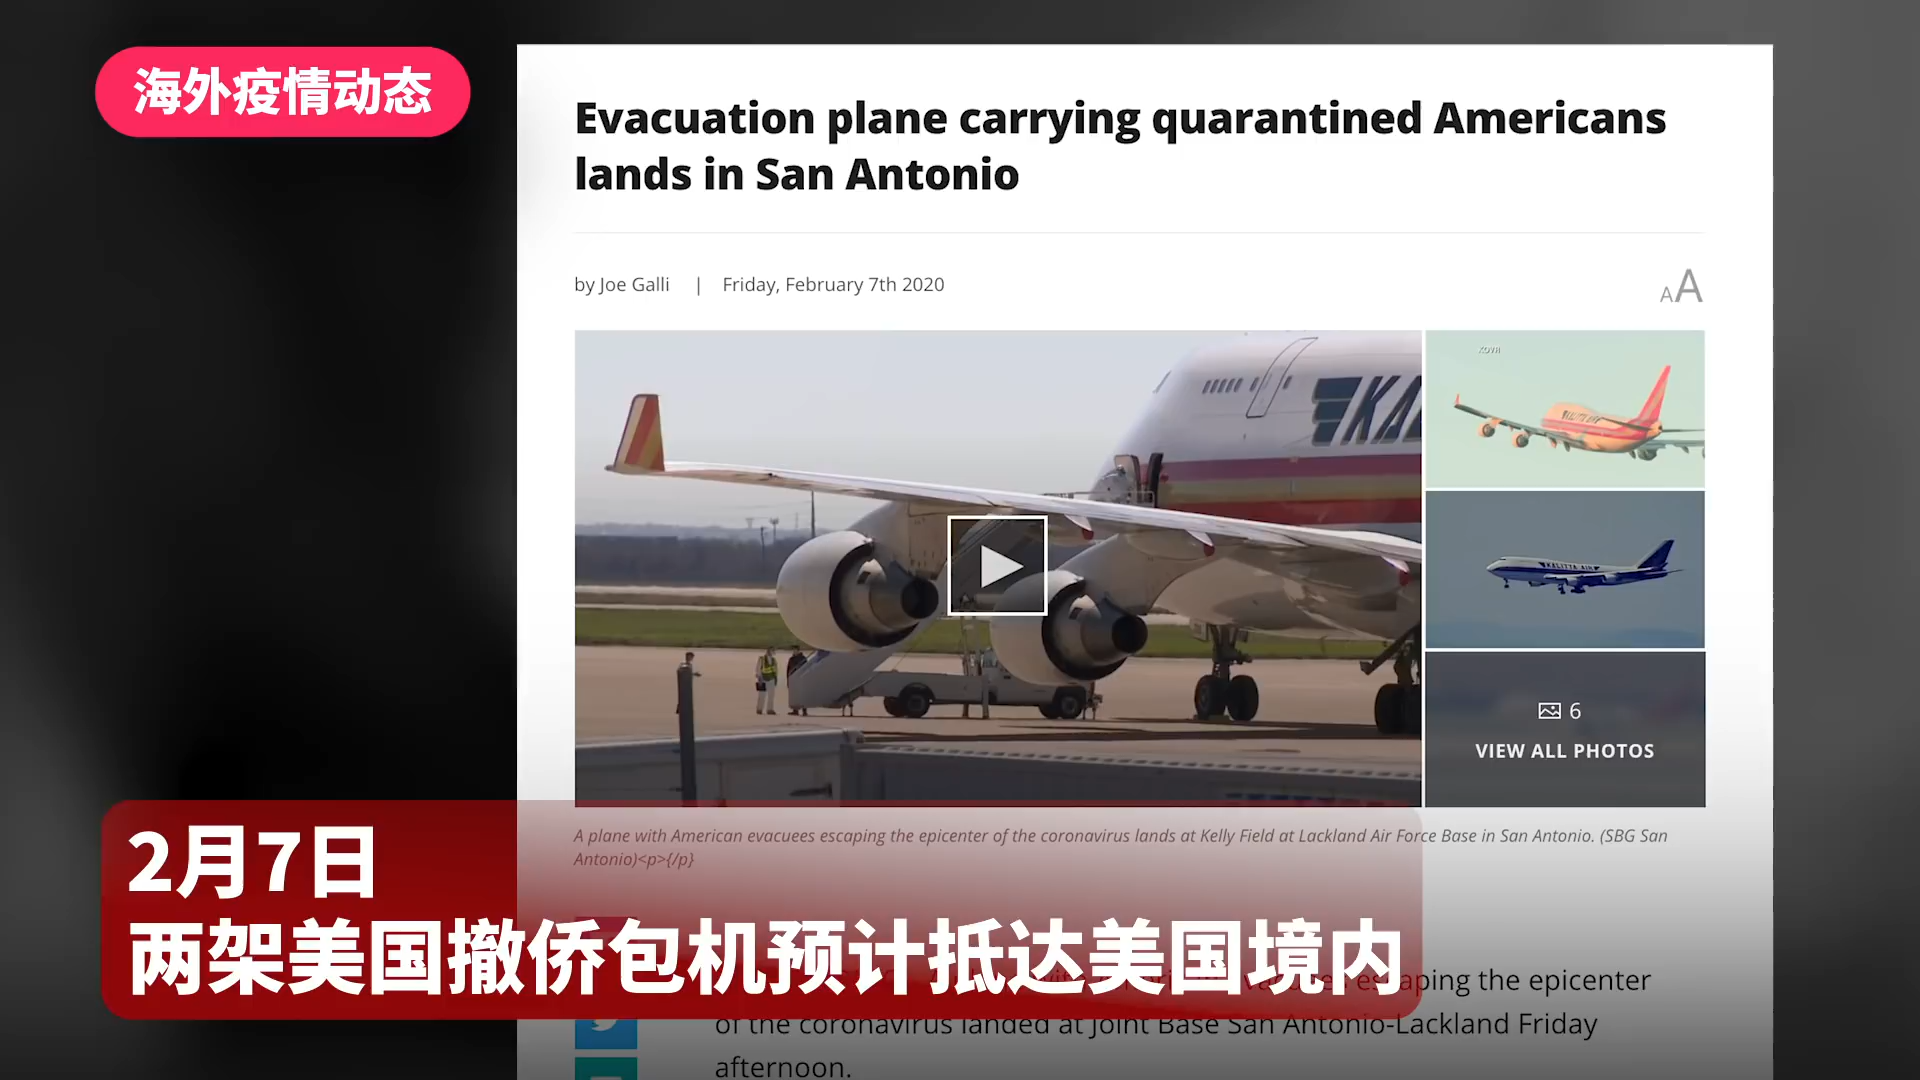 海外疫情动态
Evacuation plane carrying quarantined Americans
lands in San Antonio
by Joe Galli | Friday, February 7th 2020
AA
KOVR
KALITTA AIR
6
VIEW ALL PHOTOS
A plane with American evacuees escaping the epicenter of the coronavirus lands at Kelly Field at Lackland Air Force Base in San Antonio. (SBG San
Antonio)<p>{/p}
2月7日
两架美国撤侨包机预计抵达美国境内
escaping the epicenter
of the coronavirus landed at Joint Base San Antonio-Lackland Friday
afternoon.